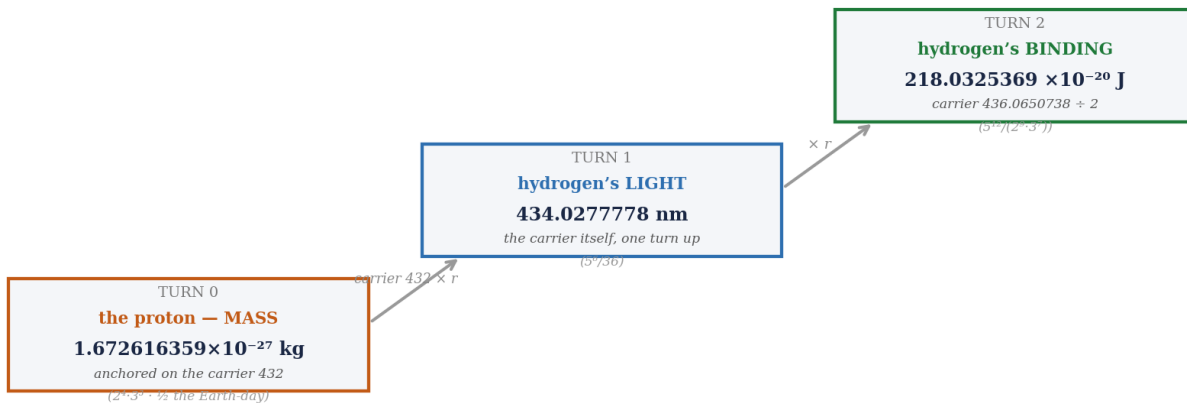 TURN 2
hydrogen’s BINDING
218.0325369 ×10⁻²⁰ J
carrier 436.0650738 ÷ 2
(5¹²/(2⁸·3⁷))
× r
TURN 1
hydrogen’s LIGHT
434.0277778 nm
the carrier itself, one turn up
(5⁶/36)
carrier 432 × r
TURN 0
the proton — MASS
1.672616359×10⁻²⁷ kg
anchored on the carrier 432
(2⁴·3³ · ½ the Earth-day)